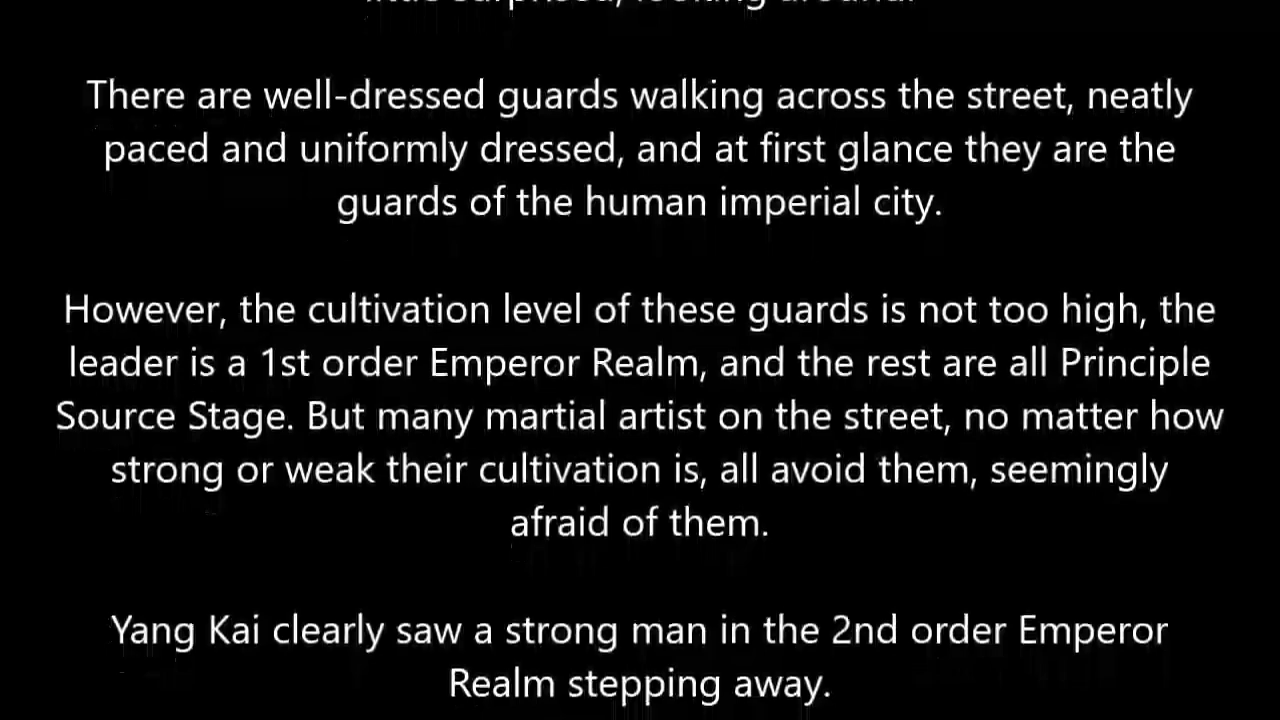 little surprised, looking around.
There are well-dressed guards walking across the street, neatly
paced and uniformly dressed, and at first glance they are the
guards of the human imperial city.
However, the cultivation level of these guards is not too high, the
leader is a 1st order Emperor Realm, and the rest are all Principle
Source Stage. But many martial artist on the street, no matter how
strong or weak their cultivation is, all avoid them, seemingly
afraid of them.
Yang Kai clearly saw a strong man in the 2nd order Emperor
Realm stepping away.